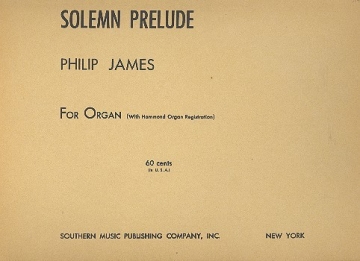 SOLEMN PRELUDE
PHILIP JAMES
FOR ORGAN (With Hammond Organ Registration)
60 cents
(In U.S.A.)
SOUTHERN MUSIC PUBLISHING COMPANY, INC. NEW YORK